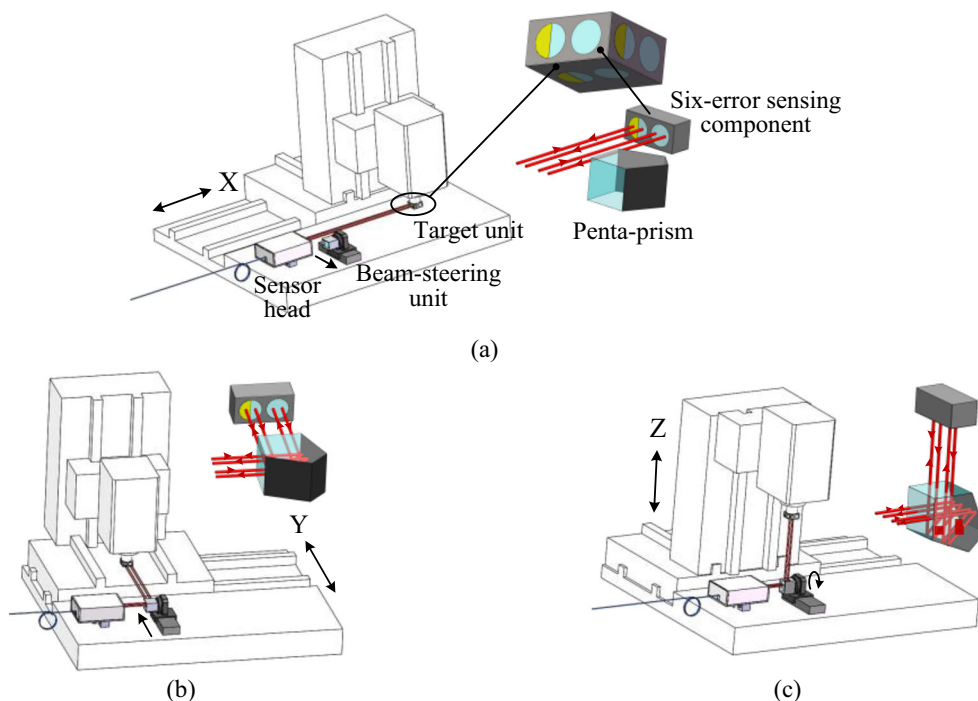 X
Six-error sensing
component
Target unit
Penta-prism
Sensor
head
Beam-steering
unit
(a)
Y
(b)
Z
(c)